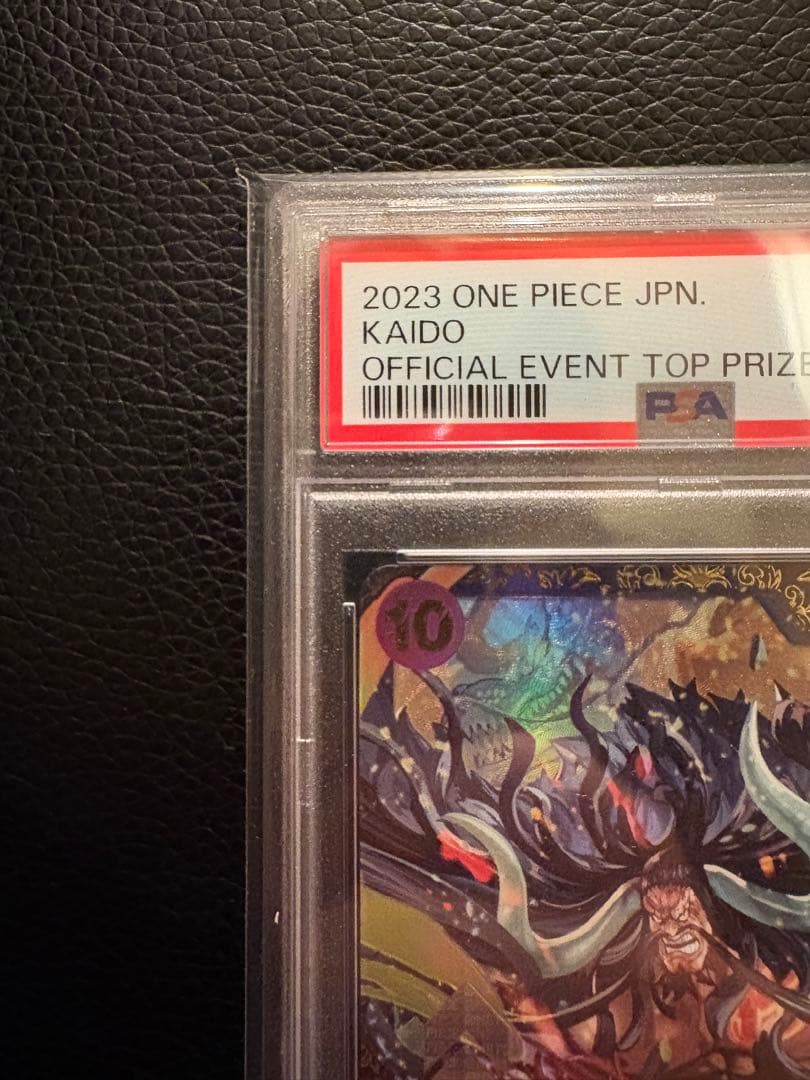 2023 ONE PIECE JPN.
KAIDO
OFFICIAL EVENT TOP PRIZE
PSA
10